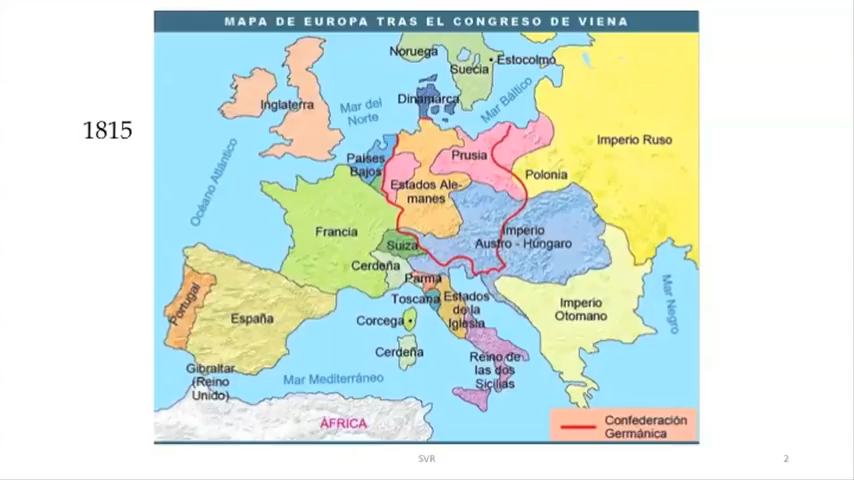 MAPA DE EUROPA TRAS EL CONGRESO DE VIENA
1815
Noruega
Suecia
Estocolmo
Dinamarca
Mar Báltico
Inglaterra
Mar del
Norte
Imperio Ruso
Océano Atlántico
Países
Bajos
Prusia
Polonia
Estados Ale-
manes
Francia
Suiza
Imperio
Austro - Húngaro
Cerdeña
Parma
Portugal
España
Toscana
Estados
de la
Iglesia
Imperio
Otomano
Mar Negro
Corcega
Cerdeña
Reino de
las dos
Sicilias
Gibraltar
(Reino
Unido)
Mar Mediterráneo
ÁFRICA
Confederación
Germánica
SVR
2